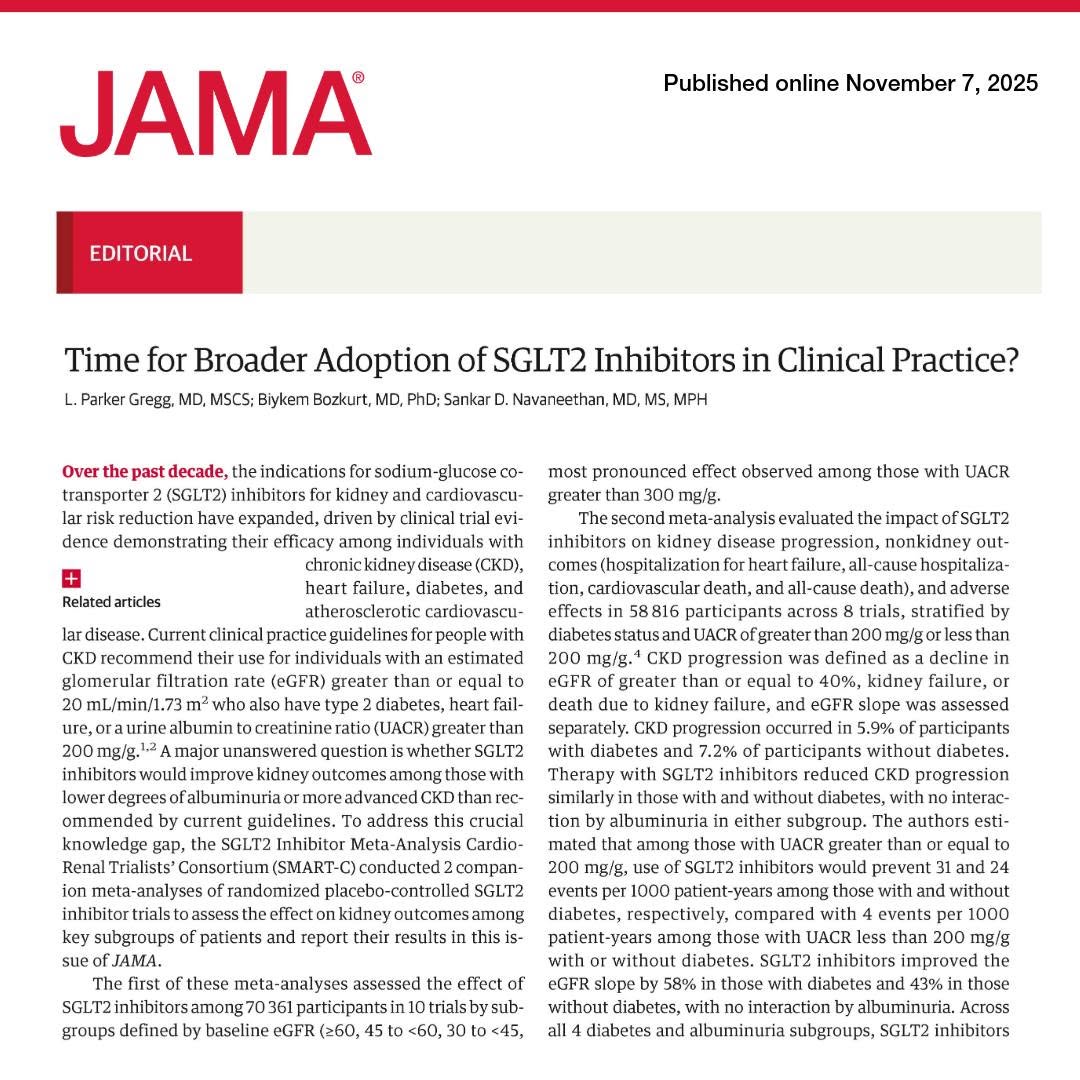 JAMA®
Published online November 7, 2025
EDITORIAL
Time for Broader Adoption of SGLT2 Inhibitors in Clinical Practice?
L. Parker Gregg, MD, MSCS; Biykem Bozkurt, MD, PhD; Sankar D. Navaneethan, MD, MS, MPH
Over the past decade, the indications for sodium-glucose co-
transporter 2 (SGLT2) inhibitors for kidney and cardiovascu-
lar risk reduction have expanded, driven by clinical trial evi-
dence demonstrating their efficacy among individuals with
chronic kidney disease (CKD),
heart failure, diabetes, and
atherosclerotic cardiovascu-
Related articles
lar disease. Current clinical practice guidelines for people with
CKD recommend their use for individuals with an estimated
glomerular filtration rate (eGFR) greater than or equal to
20 mL/min/1.73 m² who also have type 2 diabetes, heart fail-
ure, or a urine albumin to creatinine ratio (UACR) greater than
200 mg/g.¹,² A major unanswered question is whether SGLT2
inhibitors would improve kidney outcomes among those with
lower degrees of albuminuria or more advanced CKD than rec-
ommended by current guidelines. To address this crucial
knowledge gap, the SGLT2 Inhibitor Meta-Analysis Cardio-
Renal Trialists' Consortium (SMART-C) conducted 2 compan-
ion meta-analyses of randomized placebo-controlled SGLT2
inhibitor trials to assess the effect on kidney outcomes among
key subgroups of patients and report their results in this is-
sue of JAMA.
The first of these meta-analyses assessed the effect of
SGLT2 inhibitors among 70 361 participants in 10 trials by sub-
groups defined by baseline eGFR (≥60, 45 to <60, 30 to <45,
most pronounced effect observed among those with UACR
greater than 300 mg/g.
The second meta-analysis evaluated the impact of SGLT2
inhibitors on kidney disease progression, nonkidney out-
comes (hospitalization for heart failure, all-cause hospitaliza-
tion, cardiovascular death, and all-cause death), and adverse
effects in 58 816 participants across 8 trials, stratified by
diabetes status and UACR of greater than 200 mg/g or less than
200 mg/g.⁴ CKD progression was defined as a decline in
eGFR of greater than or equal to 40%, kidney failure, or
death due to kidney failure, and eGFR slope was assessed
separately. CKD progression occurred in 5.9% of participants
with diabetes and 7.2% of participants without diabetes.
Therapy with SGLT2 inhibitors reduced CKD progression
similarly in those with and without diabetes, with no interac-
tion by albuminuria in either subgroup. The authors esti-
mated that among those with UACR greater than or equal to
200 mg/g, use of SGLT2 inhibitors would prevent 31 and 24
events per 1000 patient-years among those with and without
diabetes, respectively, compared with 4 events per 1000
patient-years among those with UACR less than 200 mg/g
with or without diabetes. SGLT2 inhibitors improved the
eGFR slope by 58% in those with diabetes and 43% in those
without diabetes, with no interaction by albuminuria. Across
all 4 diabetes and albuminuria subgroups, SGLT2 inhibitors